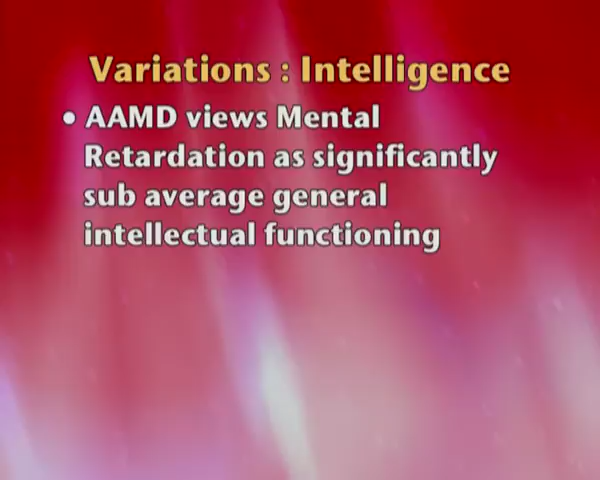 Variations : Intelligence
• AAMD views Mental
Retardation as significantly
sub average general
intellectual functioning